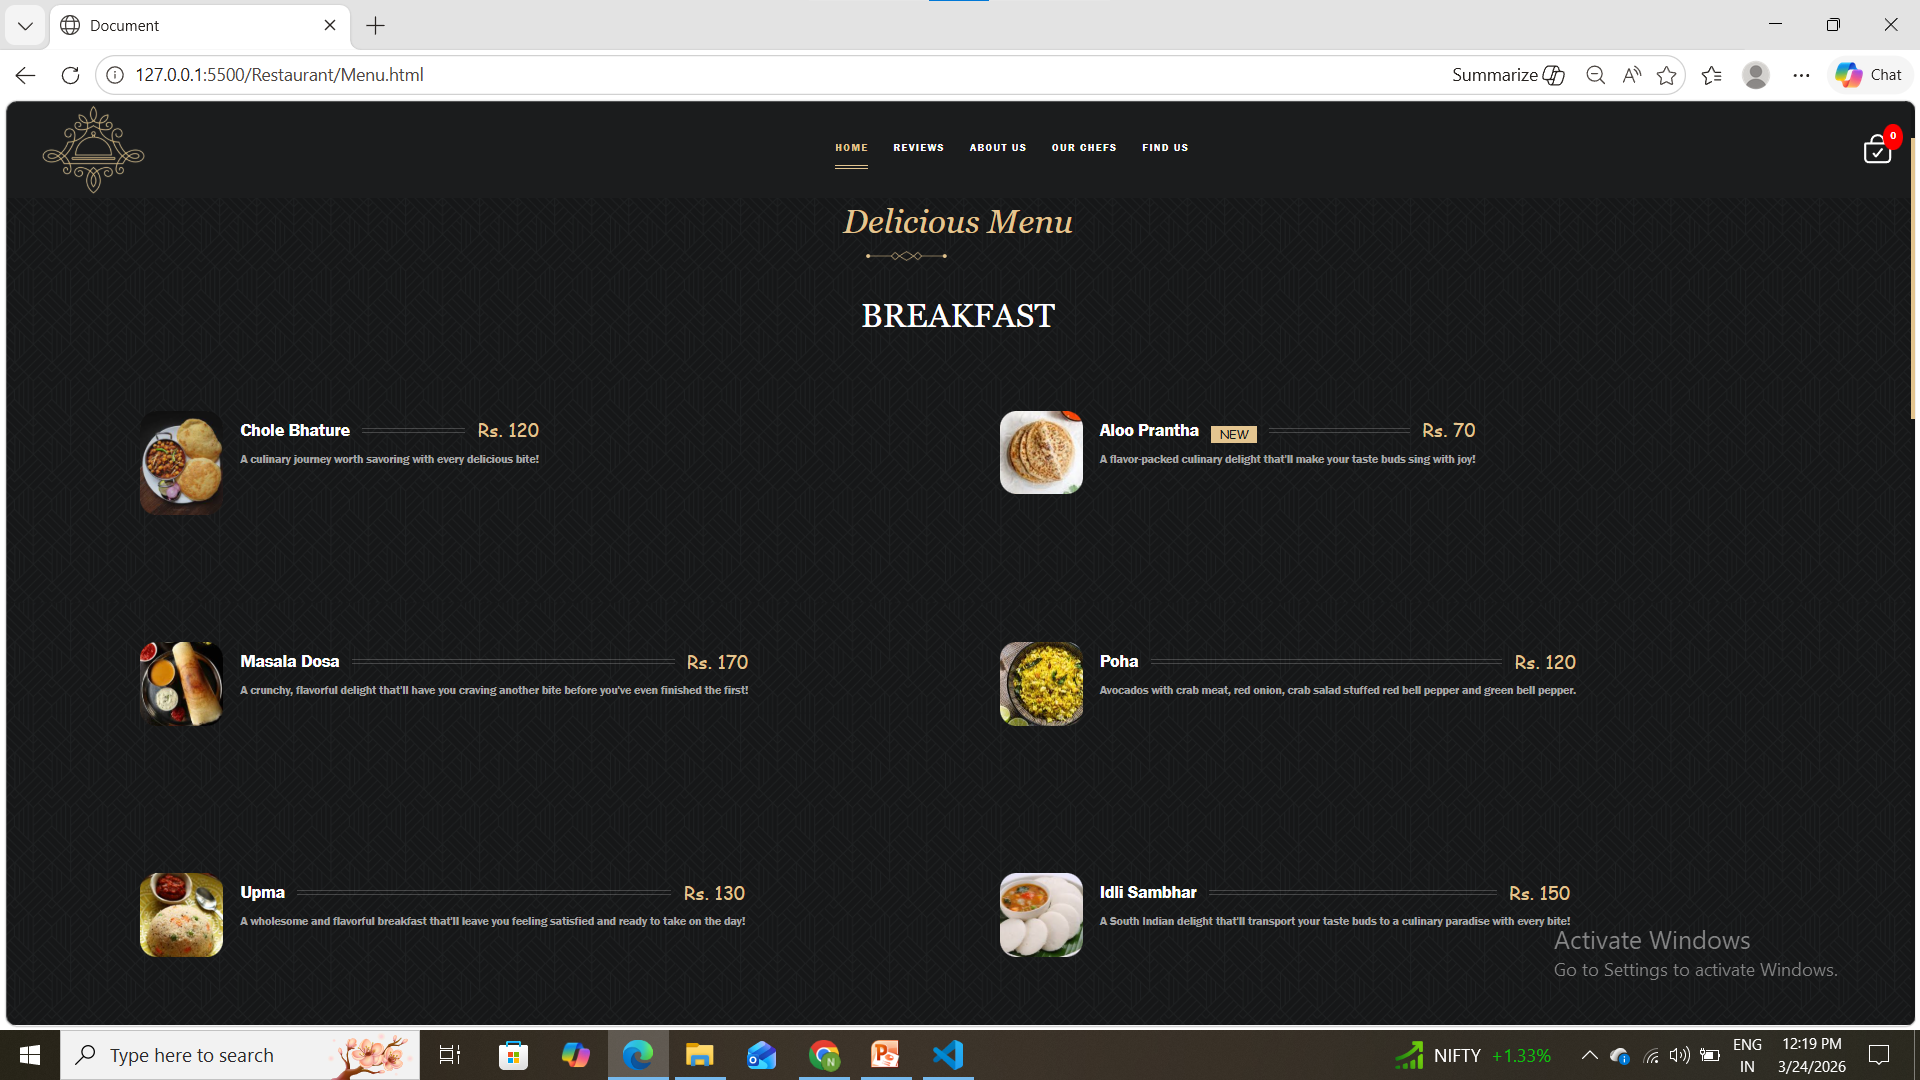 Document
127.0.0.1:5500/Restaurant/Menu.html
Summarize
Chat
HOME REVIEWS ABOUT US OUR CHEFS FIND US
0
Delicious Menu
BREAKFAST
Chole Bhature Rs. 120
A culinary journey worth savoring with every delicious bite!
Aloo Prantha NEW Rs. 70
A flavor-packed culinary delight that'll make your taste buds sing with joy!
Masala Dosa Rs. 170
A crunchy, flavorful delight that'll have you craving another bite before you've even finished the first!
Poha Rs. 120
Avocados with crab meat, red onion, crab salad stuffed red bell pepper and green bell pepper.
Upma Rs. 130
A wholesome and flavorful breakfast that'll leave you feeling satisfied and ready to take on the day!
Idli Sambhar Rs. 150
A South Indian delight that'll transport your taste buds to a culinary paradise with every bite!
Activate Windows
Go to Settings to activate Windows.
Type here to search
NIFTY +1.33%
ENG
IN
12:19 PM
3/24/2026